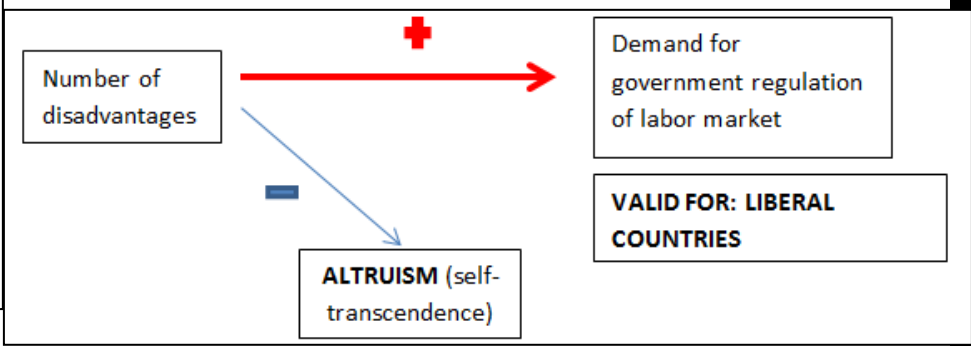 Number of
disadvantages
Demand for
government regulation
of labor market
VALID FOR: LIBERAL
COUNTRIES
ALTRUISM (self-
transcendence)